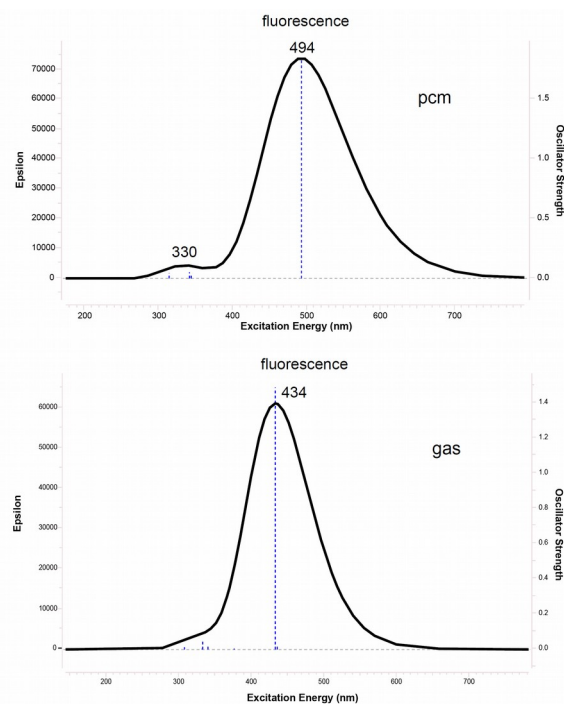 fluorescence
494
70000
60000
50000
40000
30000
20000
10000
0
Epsilon
330
pcm
1.5
1.0
0.5
0.0
Oscillator Strength
200 300 400 500 600 700
Excitation Energy (nm)
fluorescence
434
60000
50000
40000
30000
20000
10000
0
Epsilon
gas
1.4
1.2
1.0
0.8
0.6
0.4
0.2
0.0
Oscillator Strength
200 300 400 500 600 700
Excitation Energy (nm)